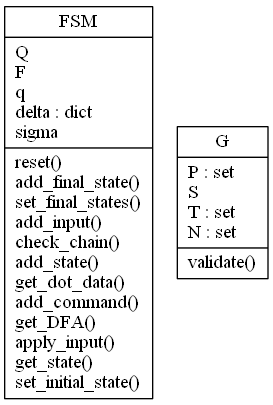 FSM
Q
F
q
delta : dict
sigma
reset()
add_final_state()
set_final_states()
add_input()
check_chain()
add_state()
get_dot_data()
add_command()
get_DFA()
apply_input()
get_state()
set_initial_state()
G
P : set
S
T : set
N : set
validate()